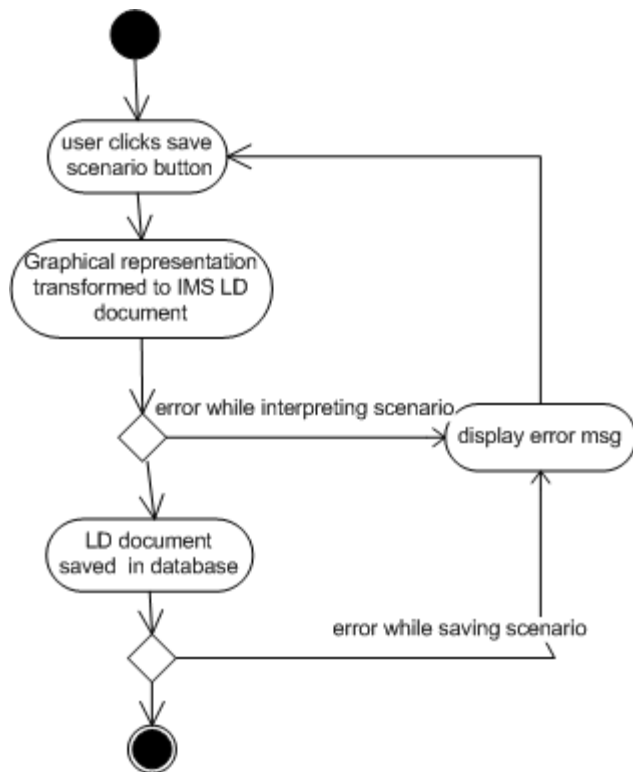 user clicks save
scenario button
Graphical representation
transformed to IMS LD
document
error while interpreting scenario
display error msg
LD document
saved in database
error while saving scenario